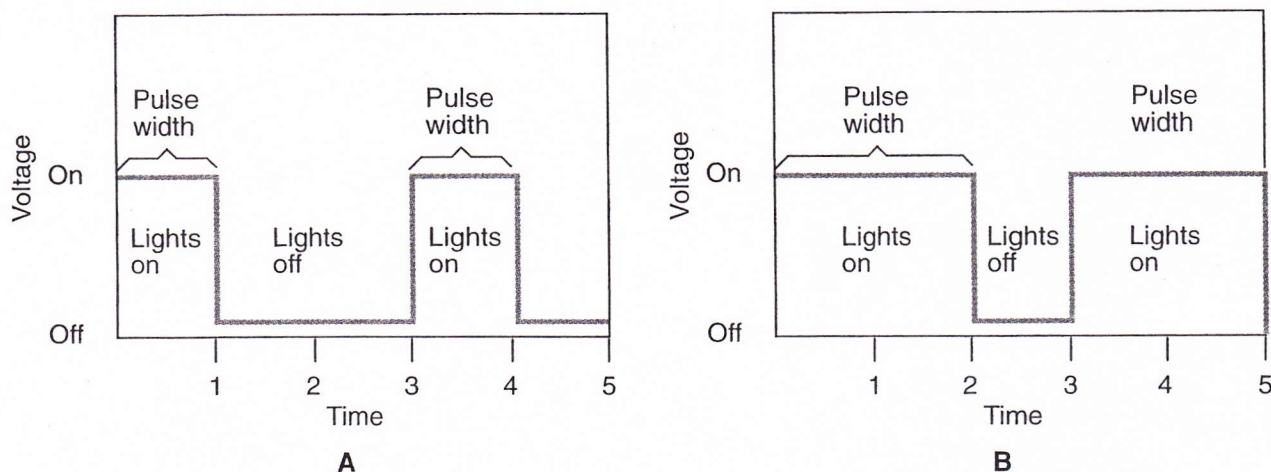 Pulse
width
Pulse
width
Voltage
On
Lights
on
Lights
off
Lights
on
Off
1
2
3
4
5
Time
A
Pulse
width
Pulse
width
Voltage
On
Lights
on
Lights
off
Lights
on
Off
1
2
3
4
5
Time
B